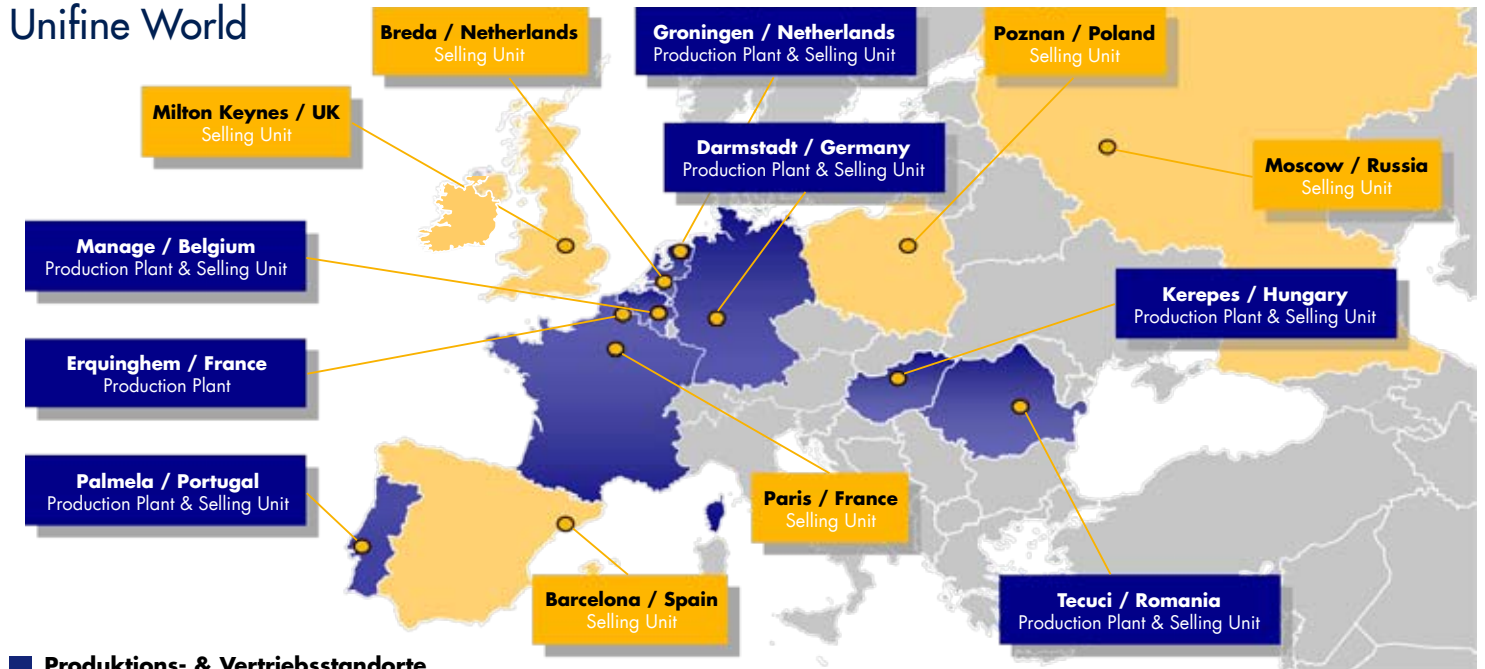 Unifine World
Breda / Netherlands
Selling Unit
Groningen / Netherlands
Production Plant & Selling Unit
Poznan / Poland
Selling Unit
Milton Keynes / UK
Selling Unit
Darmstadt / Germany
Production Plant & Selling Unit
Moscow / Russia
Selling Unit
Manage / Belgium
Production Plant & Selling Unit
Kerepes / Hungary
Production Plant & Selling Unit
Erquinghem / France
Production Plant
Palmela / Portugal
Production Plant & Selling Unit
Paris / France
Selling Unit
Barcelona / Spain
Selling Unit
Tecuci / Romania
Production Plant & Selling Unit
Produktions- & Vertriebsstandorte